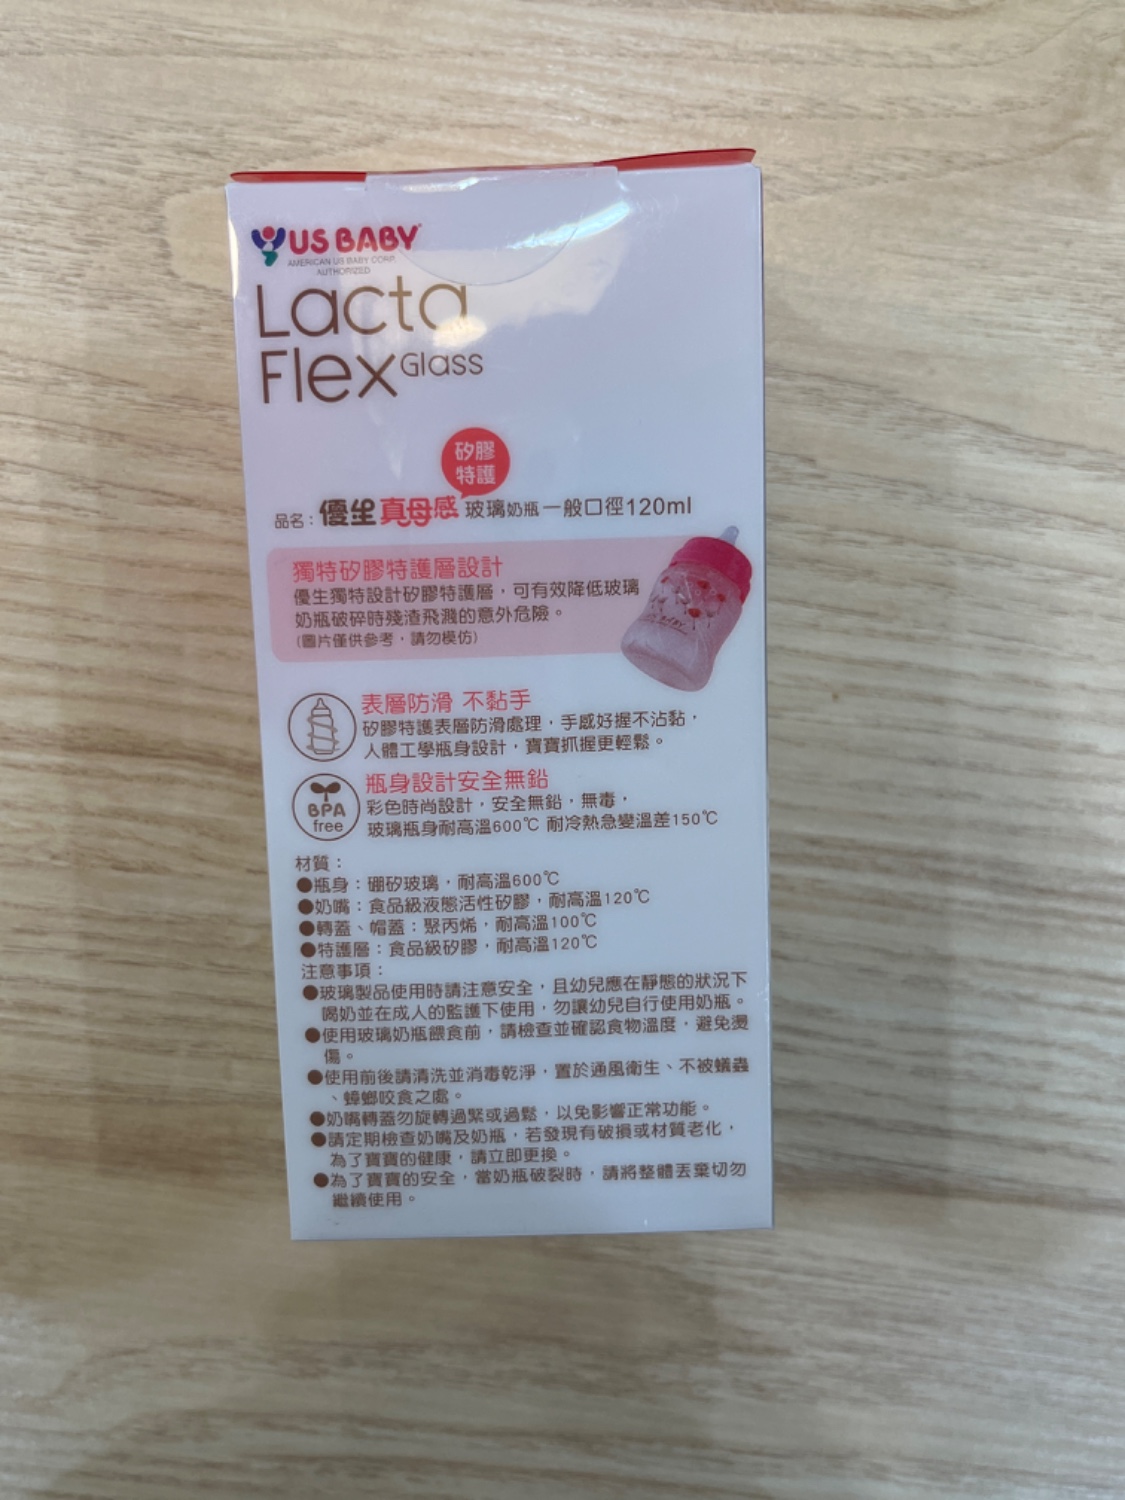 US BABY
AMERICAN US BABY CORP.
AUTHORIZED
Lacta
Flex Glass
矽膠
特護
品名：優生真母感玻璃奶瓶一般口徑120ml
獨特矽膠特護層設計
優生獨特設計矽膠特護層，可有效降低玻璃
奶瓶破碎時殘渣飛濺的意外危險。
(圖片僅供參考，請勿模仿)
表層防滑 不黏手
矽膠特護表層防滑處理，手感好握不沾黏，
人體工學瓶身設計，寶寶抓握更輕鬆。
瓶身設計安全無鉛
BPA
free
彩色時尚設計，安全無鉛，無毒，
玻璃瓶身耐高溫600℃ 耐冷熱急變溫差150℃
材質：
●瓶身：硼矽玻璃，耐高溫600℃
●奶嘴：食品級液態活性矽膠，耐高溫120℃
●轉蓋、帽蓋：聚丙烯，耐高溫100℃
●特護層：食品級矽膠，耐高溫120℃
注意事項：
●玻璃製品使用時請注意安全，且幼兒應在靜態的狀況下
喝奶並在成人的監護下使用，勿讓幼兒自行使用奶瓶。
●使用玻璃奶瓶餵食前，請檢查並確認食物溫度，避免燙
傷。
●使用前後請清洗並消毒乾淨，置於通風衛生、不被蟻蟲
、蟑螂咬食之處。
●奶嘴轉蓋勿旋轉過緊或過鬆，以免影響正常功能。
●請定期檢查奶嘴及奶瓶，若發現有破損或材質老化，
為了寶寶的健康，請立即更換。
●為了寶寶的安全，當奶瓶破裂時，請將整體丟棄切勿
繼續使用。